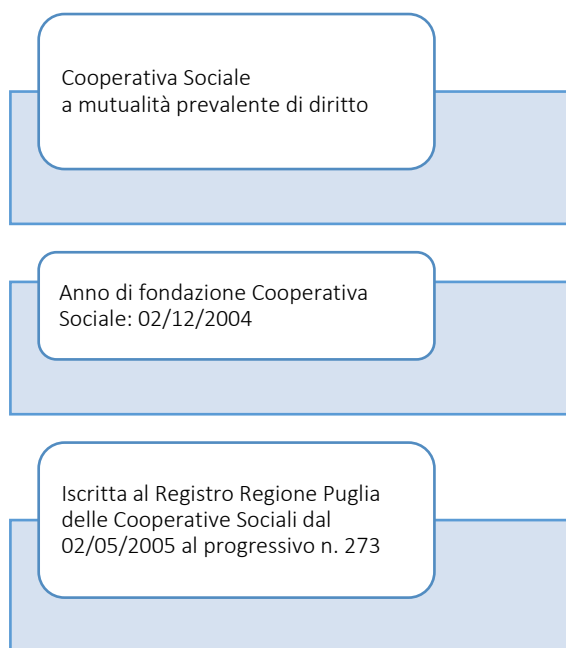 Cooperativa Sociale
a mutualità prevalente di diritto
Anno di fondazione Cooperativa
Sociale: 02/12/2004
Iscritta al Registro Regione Puglia
delle Cooperative Sociali dal
02/05/2005 al progressivo n. 273